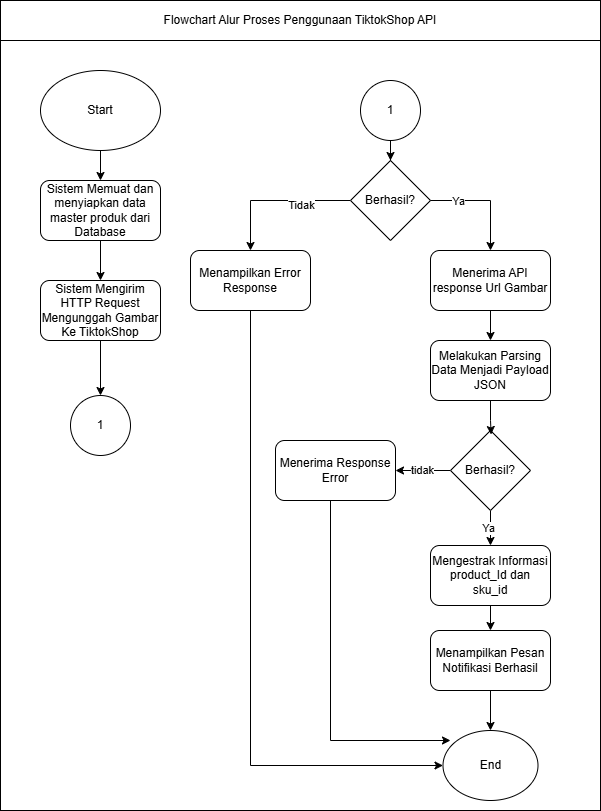 Flowchart Alur Proses Penggunaan TiktokShop API
Start
Sistem Memuat dan
menyiapkan data
master produk dari
Database
Sistem Mengirim
HTTP Request
Mengunggah Gambar
Ke TiktokShop
1
1
Berhasil?
Tidak
Ya
Menampilkan Error
Response
Menerima API
response Url Gambar
Melakukan Parsing
Data Menjadi Payload
JSON
Berhasil?
tidak
Menerima Response
Error
Ya
Mengestrak Informasi
product_Id dan
sku_id
Menampilkan Pesan
Notifikasi Berhasil
End